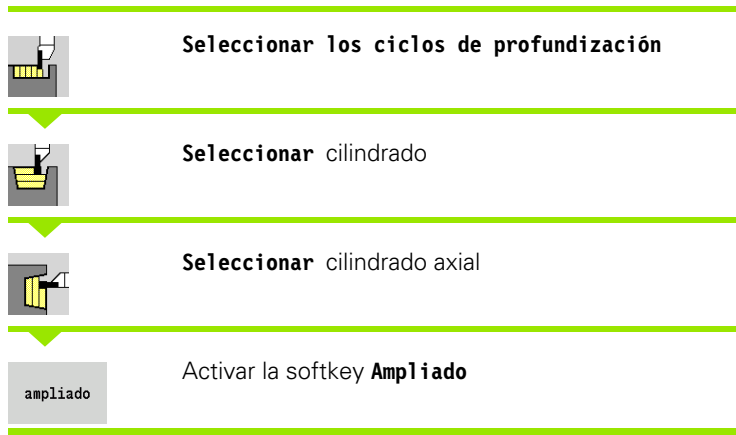 Seleccionar los ciclos de profundización
Seleccionar cilindrado
Seleccionar cilindrado axial
Activar la softkey Ampliado
ampliado